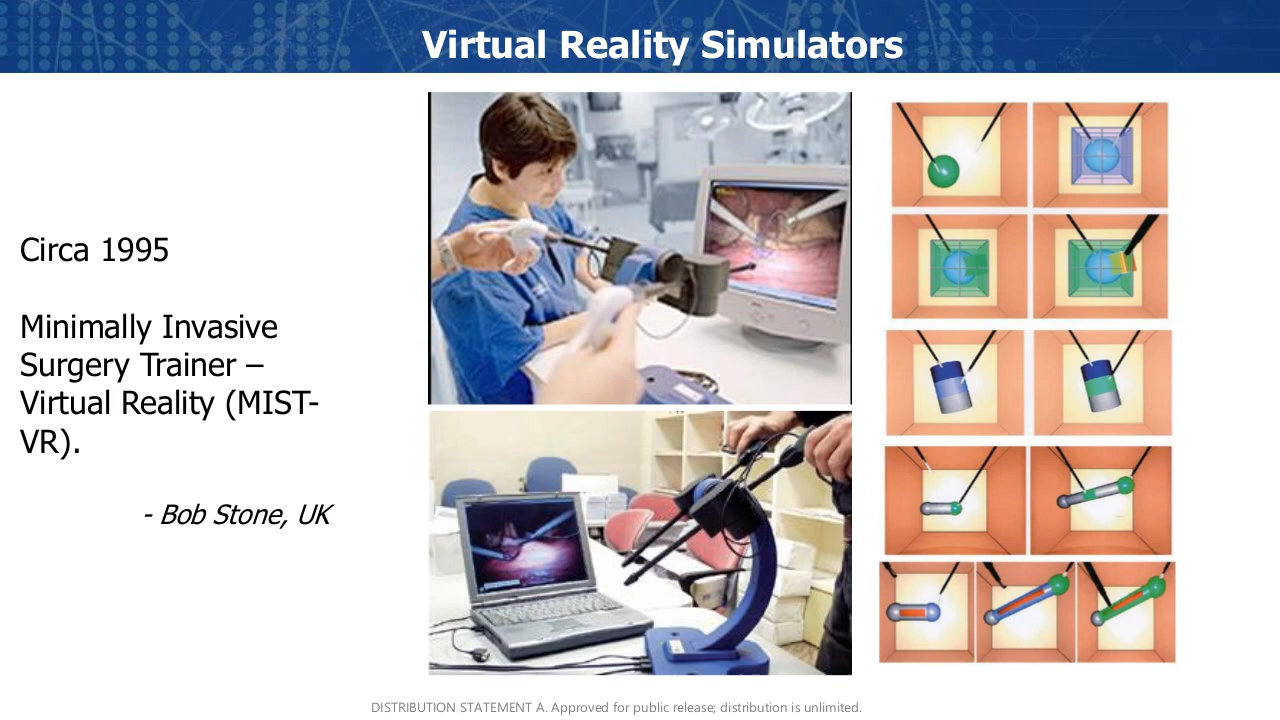 Virtual Reality Simulators
Circa 1995
Minimally Invasive
Surgery Trainer –
Virtual Reality (MIST-
VR).
- Bob Stone, UK
DISTRIBUTION STATEMENT A. Approved for public release; distribution is unlimited.